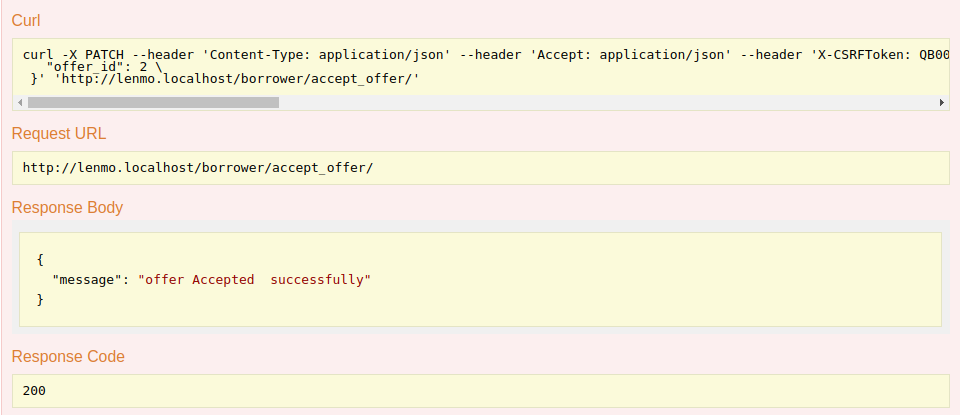 Curl
curl -X PATCH --header 'Content-Type: application/json' --header 'Accept: application/json' --header 'X-CSRFToken: QB00
"offer_id": 2 \
}' 'http://lenmo.localhost/borrower/accept_offer/'
Request URL
http://lenmo.localhost/borrower/accept_offer/
Response Body
{
"message": "offer Accepted  successfully"
}
Response Code
200